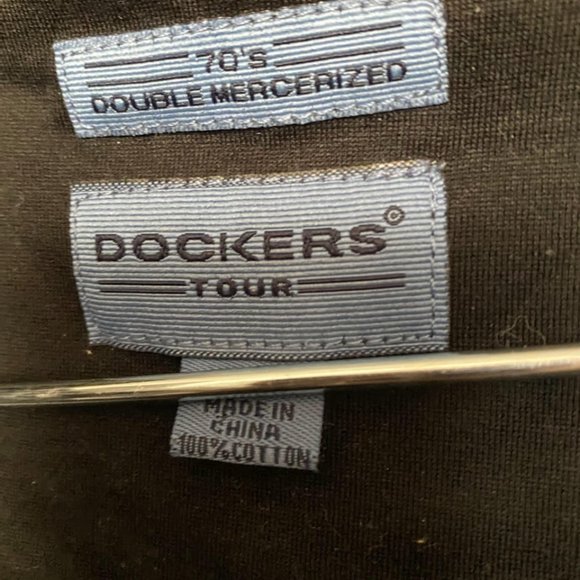 70's
DOUBLE MERCERIZED
DOCKERS©
TOUR
MADE IN
CHINA
100% COTTON